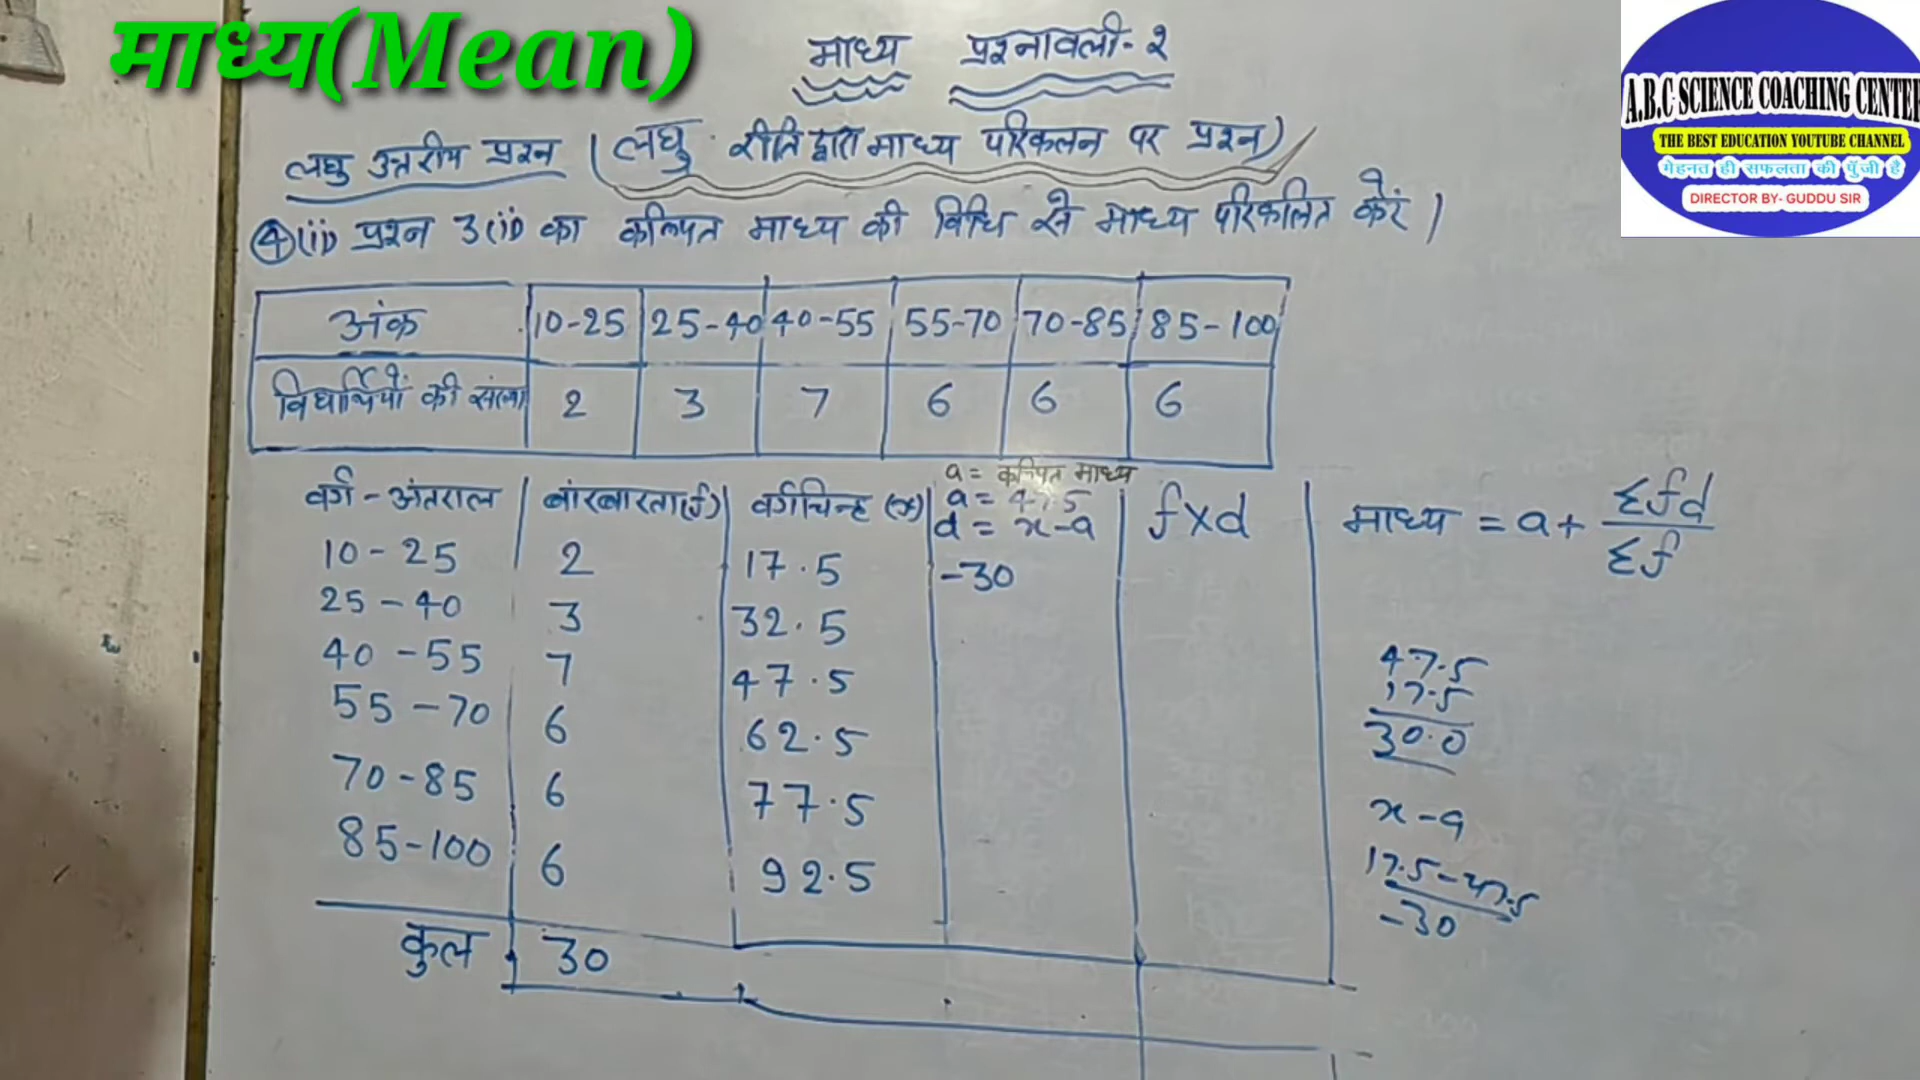 माध्य(Mean)
माध्य प्रश्नावली-२
A.B.C SCIENCE COACHING CENTER
THE BEST EDUCATION YOUTUBE CHANNEL
मेहनत ही सफलता की पूँजी है
DIRECTOR BY- GUDDU SIR
लघु उत्तरीय प्रश्न (लघु रीति द्वारा माध्य परिकलन पर प्रश्न)
④(ii) प्रश्न 3(ii) का कल्पित माध्य की विधि से माध्य परिकलित करें।
अंक 10-25 25-40 40-55 55-70 70-85 85-100
विद्यार्थियों की संख्या 2 3 7 6 6 6
a = कल्पित माध्य
a = 47.5
वर्ग-अंतराल बारंबारता(f) वर्गचिन्ह (x) d = x-a f×d माध्य = a + Σfd / Σf
10-25 2 17.5 -30
25-40 3 32.5
40-55 7 47.5
55-70 6 62.5
70-85 6 77.5
85-100 6 92.5
कुल 30
47.5
17.5
30.0
x-a
17.5-47.5
-30